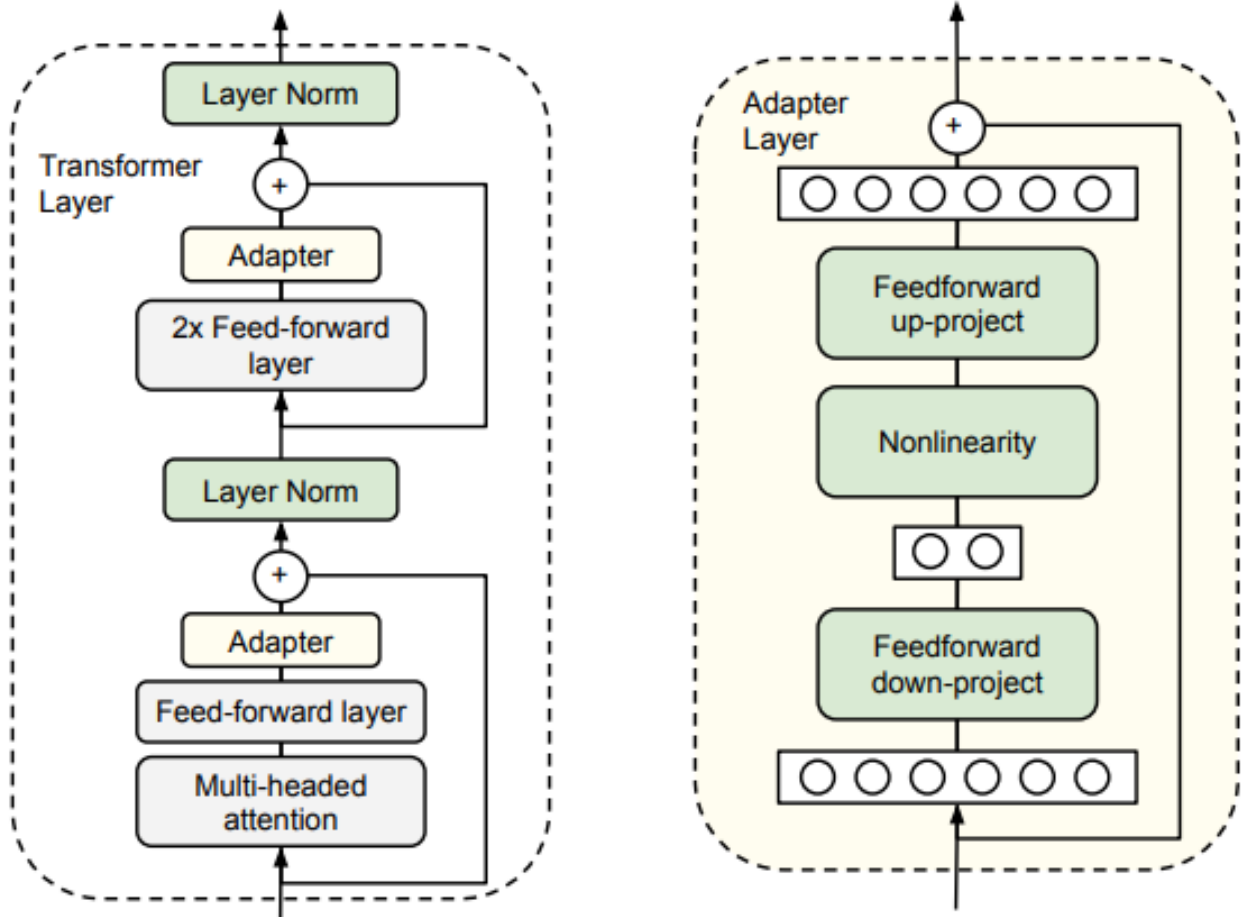 Layer Norm
Transformer
Layer
+
Adapter
2x Feed-forward
layer
Layer Norm
+
Adapter
Feed-forward layer
Multi-headed
attention
Adapter
Layer
+
Feedforward
up-project
Nonlinearity
Feedforward
down-project